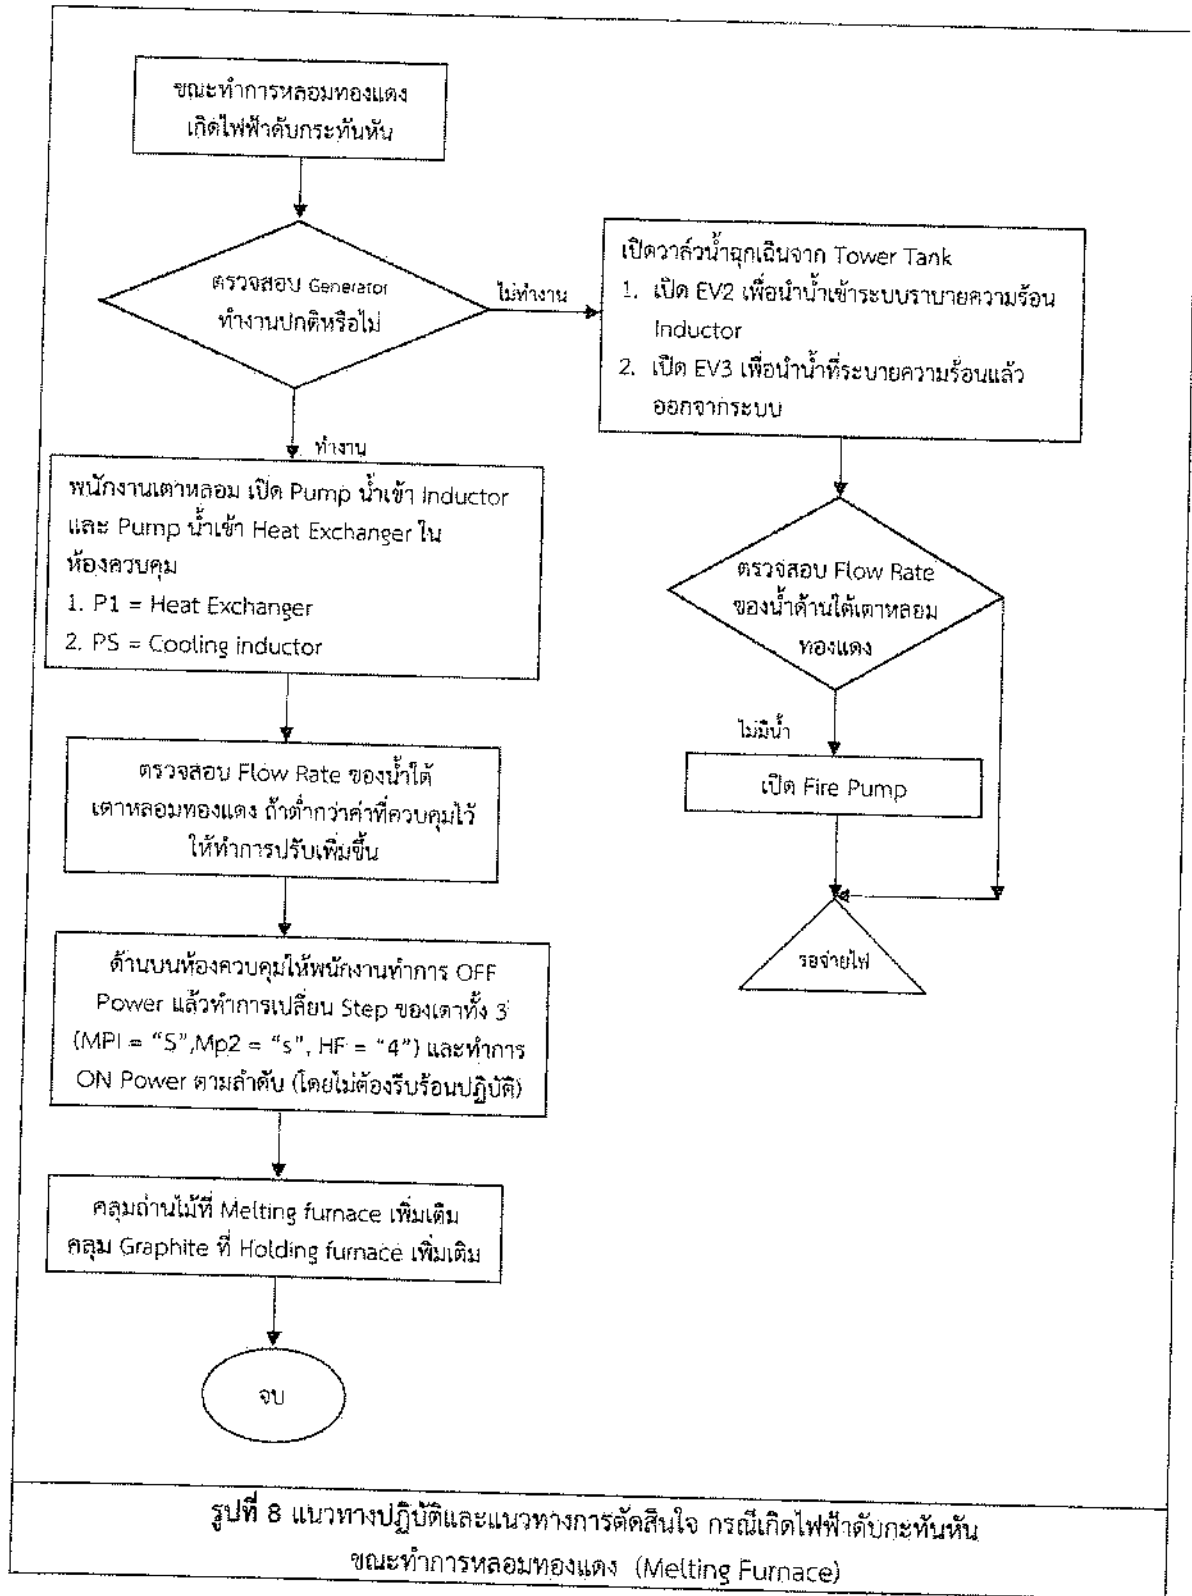 ขณะทำการหลอมทองแดง
เกิดไฟฟ้าดับกระทันหัน
ตรวจสอบ Generator
ทำงานปกติหรือไม่
ไม่ทำงาน
ทำงาน
เปิดวาล์วน้ำฉุกเฉินจาก Tower Tank
1. เปิด EV2 เพื่อนำน้ำเข้าระบบราบายความร้อน
Inductor
2. เปิด EV3 เพื่อนำน้ำที่ระบายความร้อนแล้ว
ออกจากระบบ
พนักงานเตาหลอม เปิด Pump น้ำเข้า Inductor
และ Pump น้ำเข้า Heat Exchanger ใน
ห้องควบคุม
1. P1 = Heat Exchanger
2. PS = Cooling inductor
ตรวจสอบ Flow Rate
ของน้ำด้านใต้เตาหลอม
ทองแดง
ไม่มีน้ำ
เปิด Fire Pump
รอจ่ายไฟ
ตรวจสอบ Flow Rate ของน้ำใต้
เตาหลอมทองแดง ถ้าต่ำกว่าค่าที่ควบคุมไว้
ให้ทำการปรับเพิ่มขึ้น
ด้านบนห้องควบคุมให้พนักงานทำการ OFF
Power แล้วทำการเปลี่ยน Step ของเตาทั้ง 3
(MPI = "S",Mp2 = "s", HF = "4") และทำการ
ON Power ตามลำดับ (โดยไม่ต้องรีบร้อนปฏิบัติ)
คลุมถ่านไม้ที่ Melting furnace เพิ่มเติม
คลุม Graphite ที่ Holding furnace เพิ่มเติม
จบ
รูปที่ 8 แนวทางปฏิบัติและแนวทางการตัดสินใจ กรณีเกิดไฟฟ้าดับกะทันหัน
ขณะทำการหลอมทองแดง (Melting Furnace)